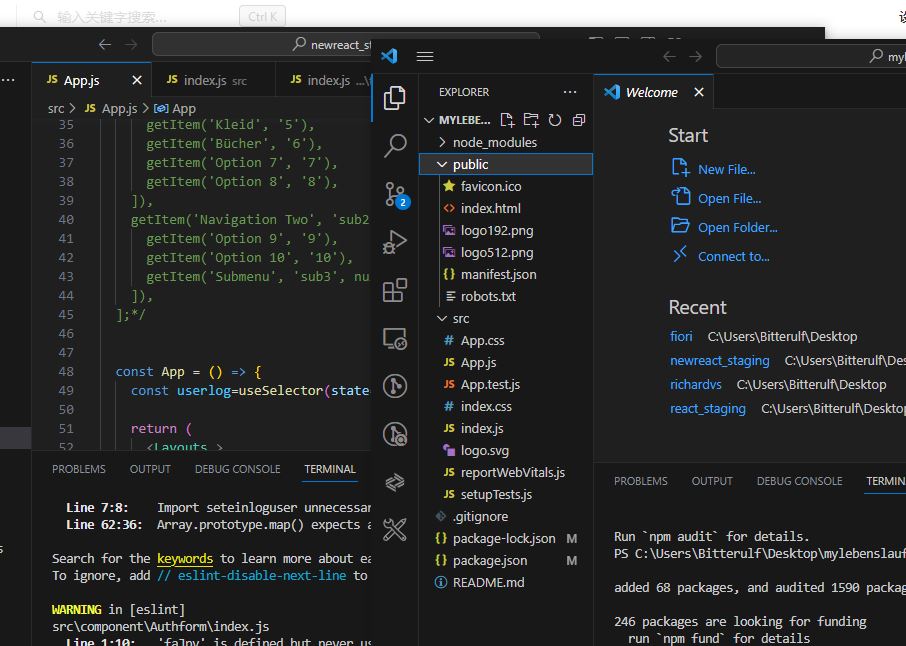 输入关键字搜索...
Ctrl K
newreact_st
App.js
index.js src
index.js ...\
src > App.js > App
35 getItem('Kleid', '5'),
36 getItem('Bücher', '6'),
37 getItem('Option 7', '7'),
38 getItem('Option 8', '8'),
39 ]),
40 getItem('Navigation Two', 'sub2
41 getItem('Option 9', '9'),
42 getItem('Option 10', '10'),
43 getItem('Submenu', 'sub3', nu
44 ]),
45 ];*/
46
47
48 const App = () => {
49 const userlog=useSelector(state
50
51 return (
52 <Layouts >
PROBLEMS
OUTPUT
DEBUG CONSOLE
TERMINAL
Line 7:8: Import seteinloguser unnecessar
Line 62:36: Array.prototype.map() expects a
Search for the keywords to learn more about ea
To ignore, add // eslint-disable-next-line to
WARNING in [eslint]
src\component\Authform\index.js
Line 1:10: 'faJpy' is defined but never us
EXPLORER
MYLEBE...
node_modules
public
favicon.ico
index.html
logo192.png
logo512.png
manifest.json
robots.txt
src
App.css
App.js
App.test.js
index.css
index.js
logo.svg
reportWebVitals.js
setupTests.js
.gitignore
package-lock.json M
package.json M
README.md
2
myl
Welcome
Start
New File...
Open File...
Open Folder...
Connect to...
Recent
fiori C:\Users\Bitterulf\Desktop
newreact_staging C:\Users\Bitterulf\Des
richardvs C:\Users\Bitterulf\Desktop
react_staging C:\Users\Bitterulf\Deskto
PROBLEMS
OUTPUT
DEBUG CONSOLE
TERMIN
Run `npm audit` for details.
PS C:\Users\Bitterulf\Desktop\mylebenslauf
added 68 packages, and audited 1590 packag
246 packages are looking for funding
run `npm fund` for details